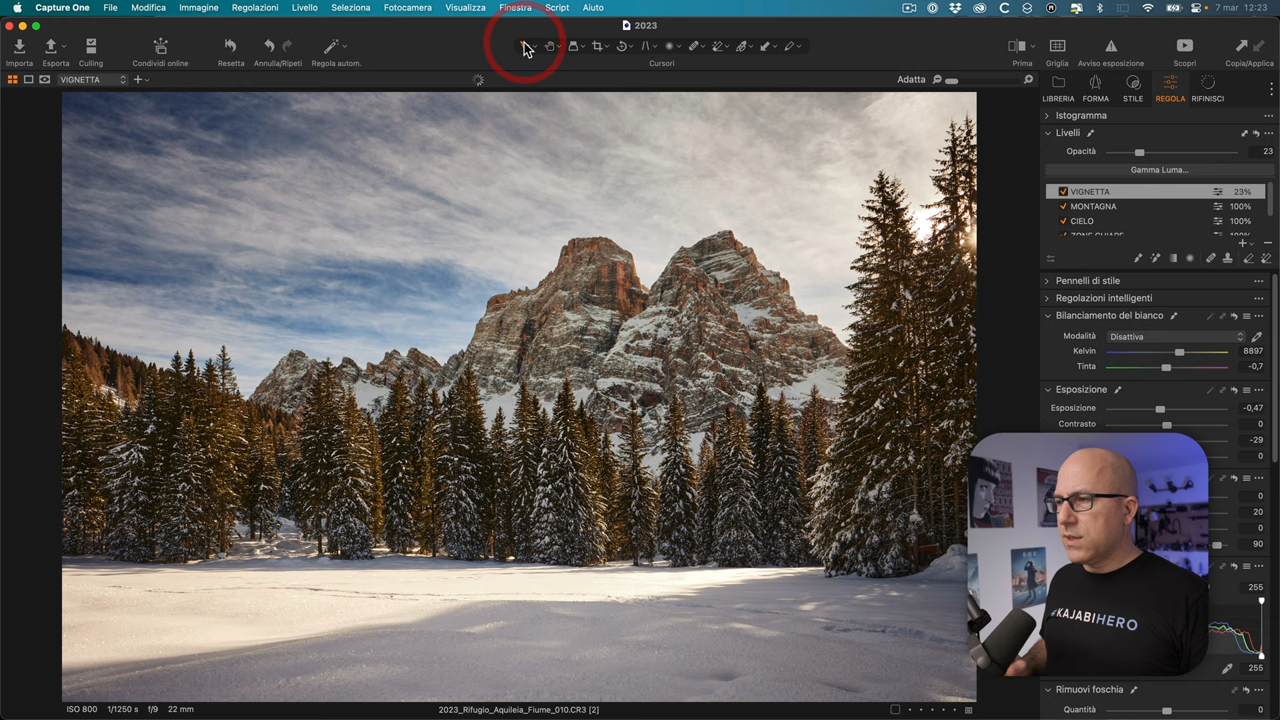 Capture One File Modifica Immagine Regolazioni Livello Seleziona Fotocamera Visualizza Finestra Script Aiuto 7 mar 12:23
2023
Importa Esporta Culling Condividi online Resetta Annulla/Ripeti Regola autom. Cursori Prima Griglia Avviso esposizione Scopri Copia/Applica
VIGNETTA Adatta
LIBRERIA FORMA STILE REGOLA RIFINISCI
Istogramma
Livelli
Opacità 23
Gamma Luma...
VIGNETTA 23%
MONTAGNA 100%
CIELO 100%
ZONE CHIARE 100%
Pennelli di stile
Regolazioni intelligenti
Bilanciamento del bianco
Modalità Disattiva
Kelvin 8897
Tinta -0,7
Esposizione
Esposizione -0,47
Contrasto 0
-29
0
0
20
0
90
255
KAJABIHERO
255
Rimuovi foschia
Quantità 0
ISO 800 1/1250 s f/9 22 mm 2023_Rifugio_Aquileia_Fiume_010.CR3 [2]